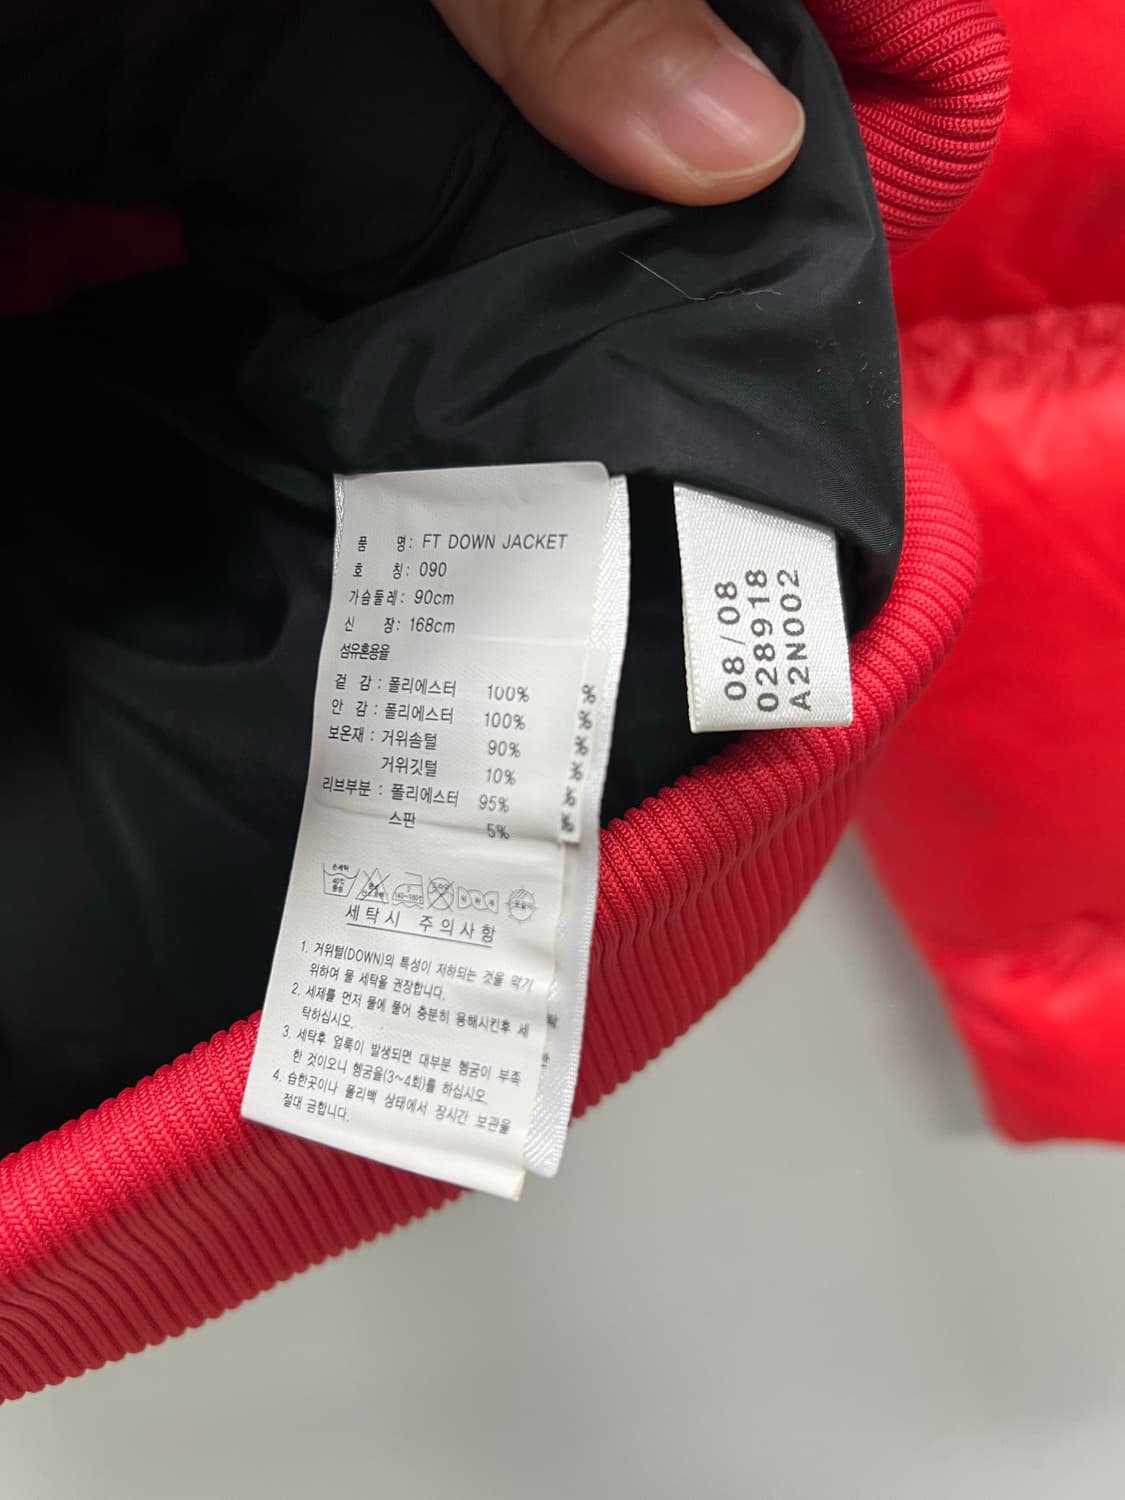 품 명: FT DOWN JACKET
호 칭: 090
가슴둘레: 90cm
신 장: 168cm
섬유혼용율
겉 감: 폴리에스터 100%
안 감: 폴리에스터 100%
보온재: 거위솜털 90%
거위깃털 10%
리브부분: 폴리에스터 95%
스판 5%
손세탁
40℃
중성
140~160℃
세탁시 주의사항
1. 거위털(DOWN)의 특성이 저하되는 것을 막기
위하여 물 세탁을 권장합니다.
2. 세제를 먼저 물에 풀어 충분히 용해시킨후 세
탁하십시오.
3. 세탁후 얼룩이 발생되면 대부분 헹굼이 부족
한 것이오니 헹굼을(3~4회)를 하십시오.
4. 습한곳이나 폴리백 상태에서 장시간 보관을
절대 금합니다.
%
%
%
%
%
%
08/08
028918
A2N002